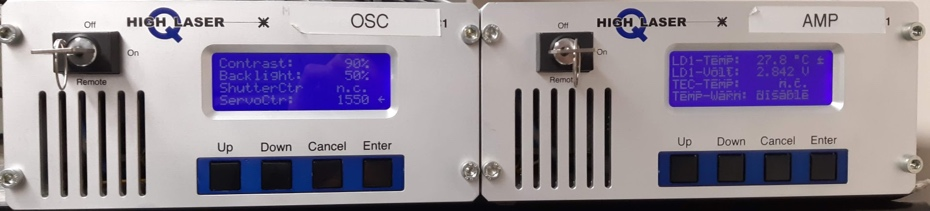 Off
HIGH Q LASER
OSC
1
On
Remote
Contrast: 90%
Backlight: 50%
ShutterCtr n.c.
ServoCtr: 1550 ←
Up Down Cancel Enter
Off
HIGH Q LASER
AMP
1
On
Remot
LD1-Temp: 27.8 °C ±
LD1-Volt: 2.842 V
TEC-Temp: n.c.
Temp-Warn: Disable
Up Down Cancel Enter